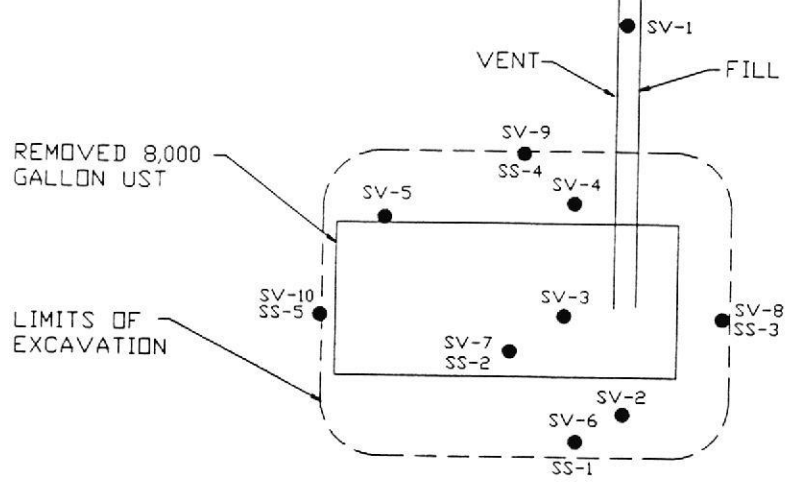 SV-1
VENT
FILL
SV-9
REMOVED 8,000
GALLON UST
SS-4
SV-5
SV-4
SV-10
SS-5
SV-3
SV-8
SS-3
LIMITS OF
EXCAVATION
SV-7
SS-2
SV-2
SV-6
SS-1